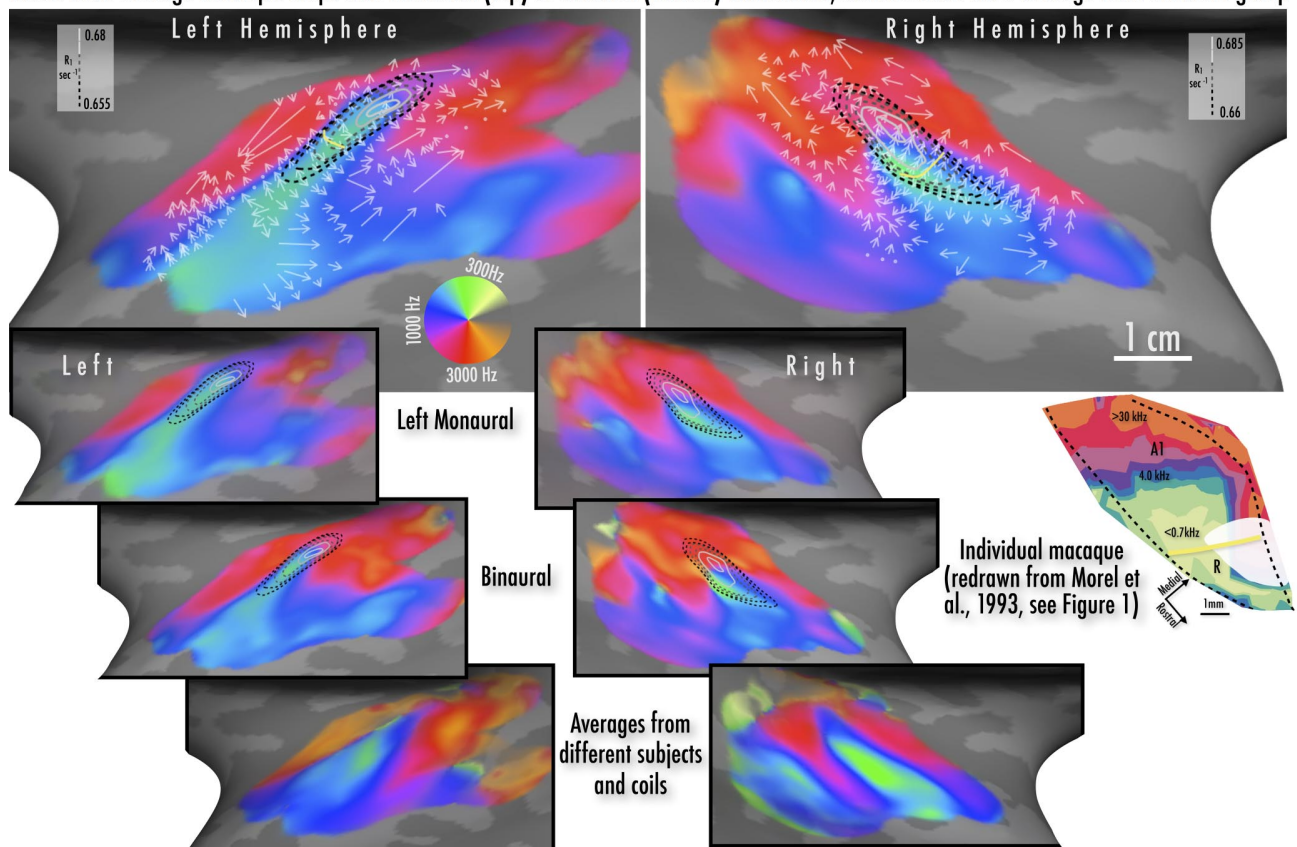 Left Hemisphere
Right Hemisphere
0.68
R1
sec -1
0.655
0.685
R1
sec -1
0.66
300Hz
1000 Hz
3000 Hz
1 cm
Left
Right
Left Monaural
Binaural
Averages from
different subjects
and coils
>30 kHz
A1
4.0 kHz
<0.7kHz
R
Medial
Rostral
1mm
Individual macaque
(redrawn from Morel et
al., 1993, see Figure 1)